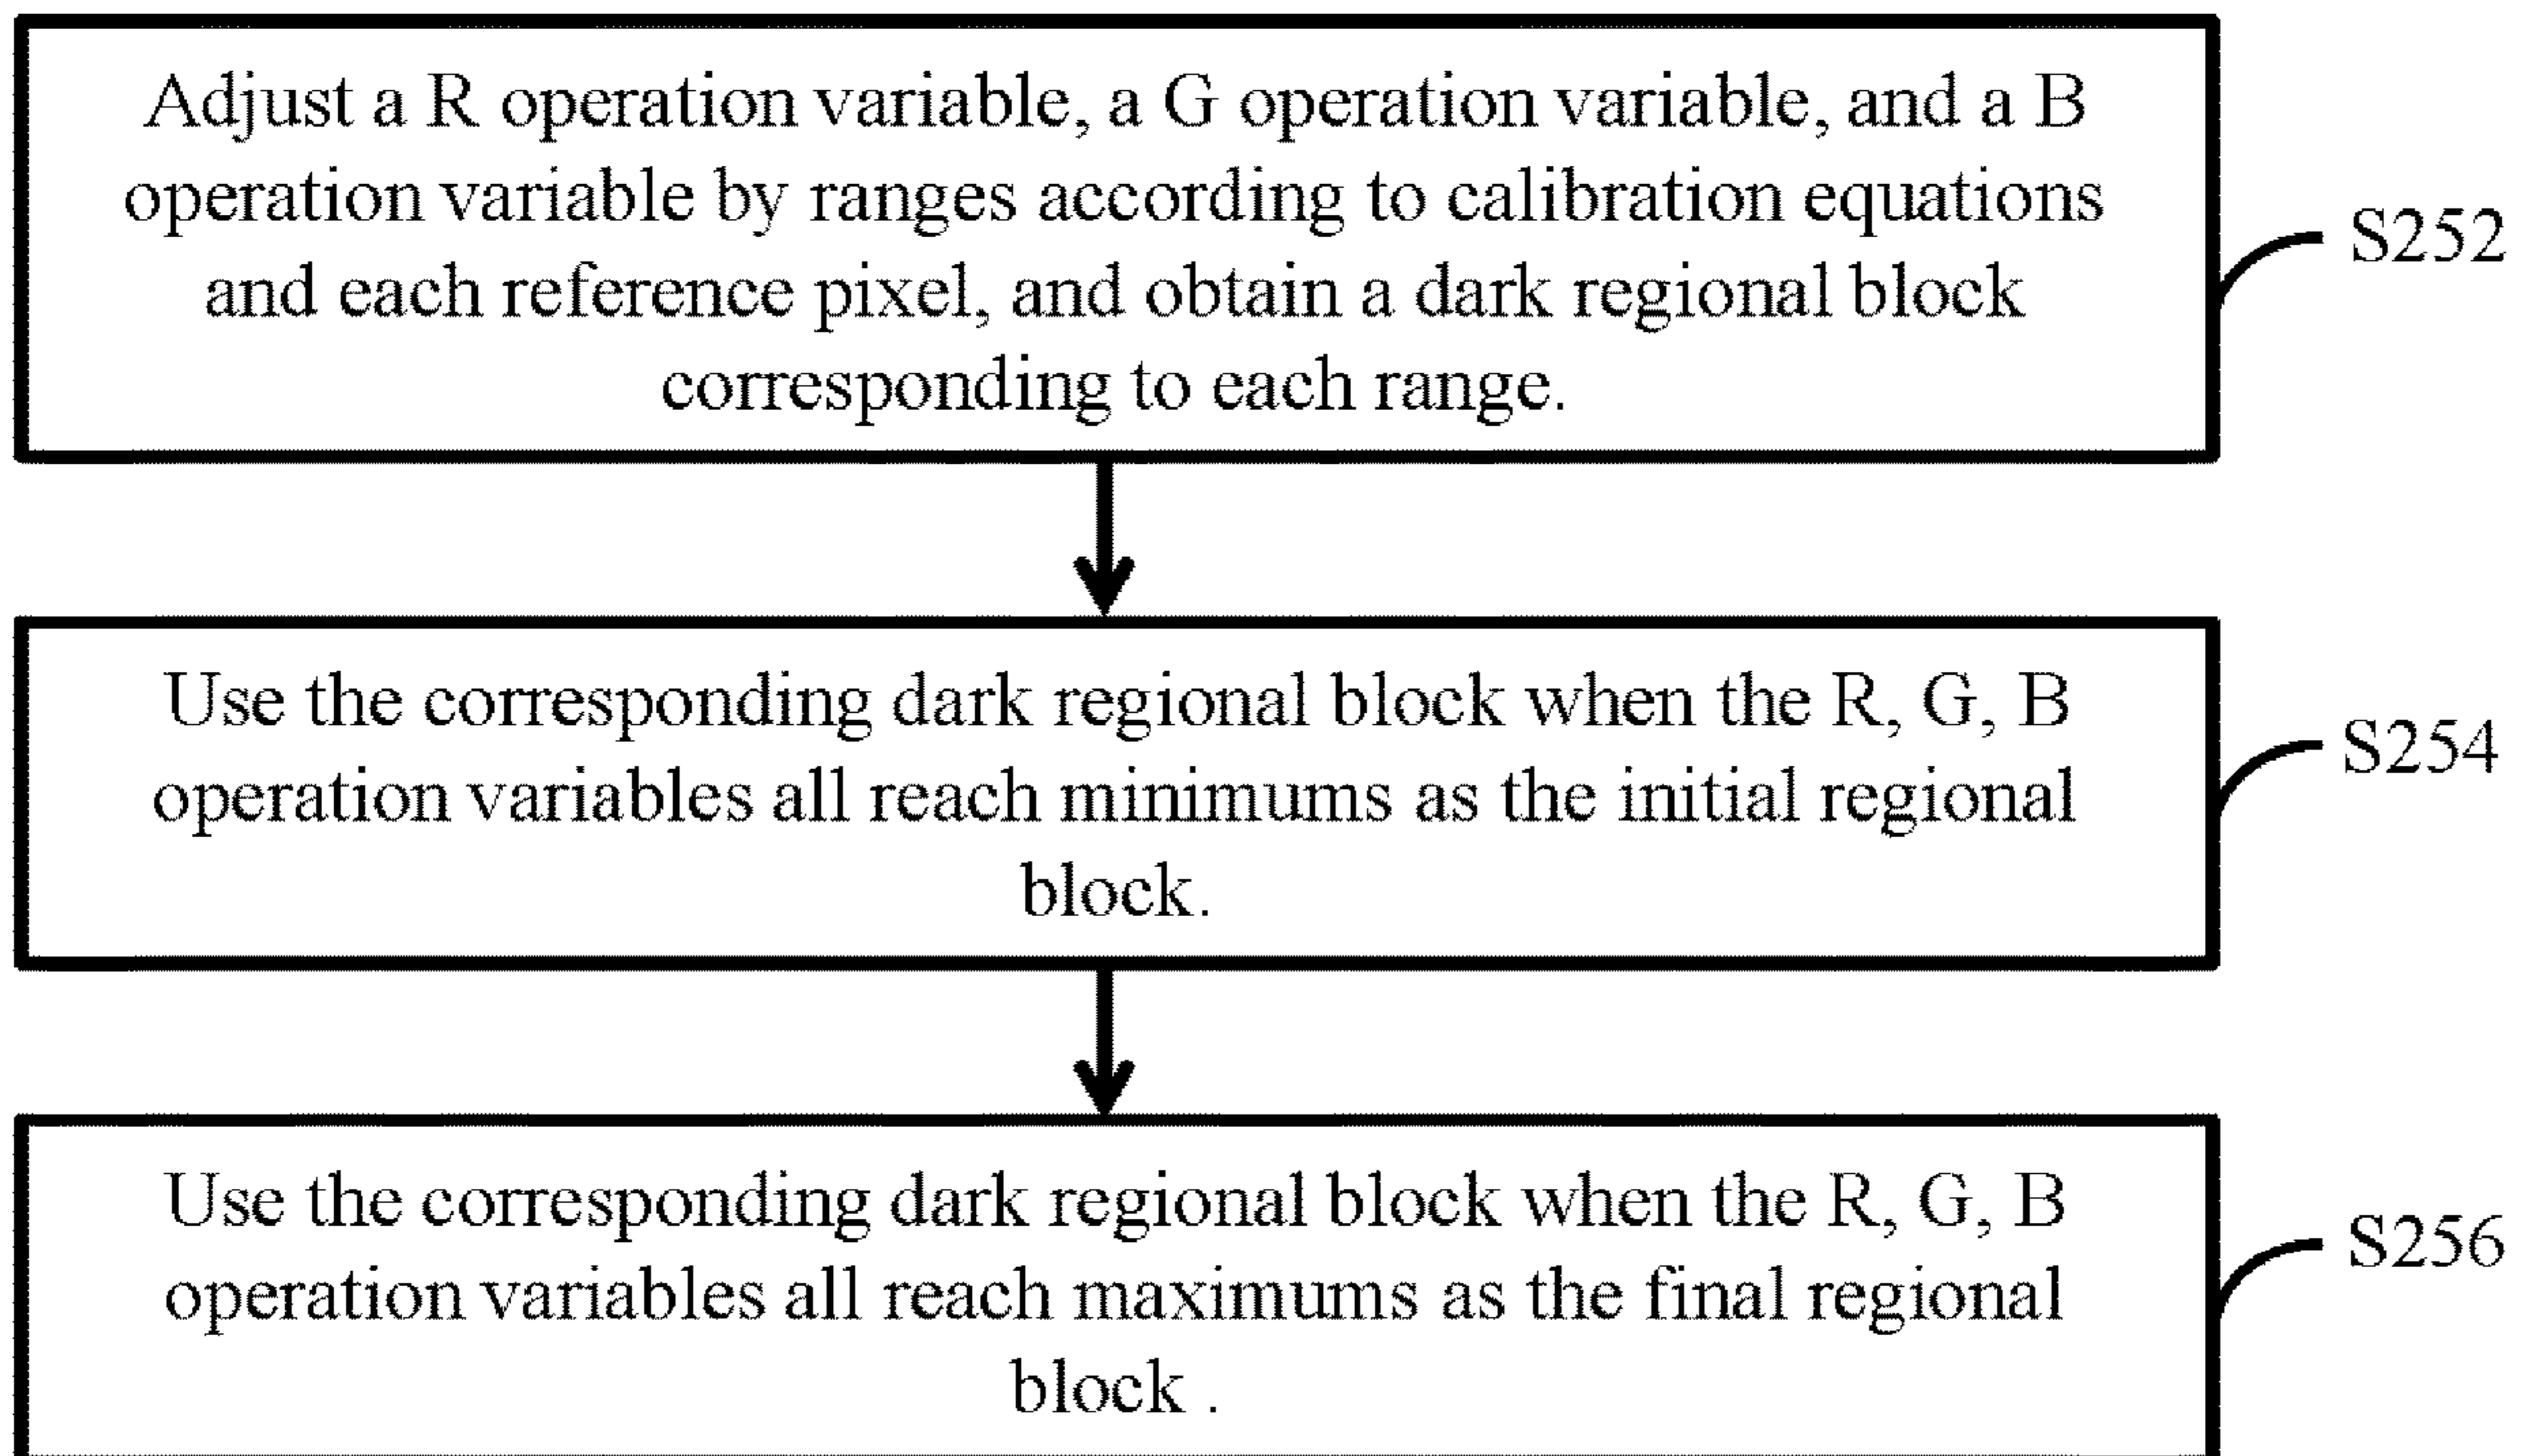 Adjust a R operation variable, a G operation variable, and a B
operation variable by ranges according to calibration equations
and each reference pixel, and obtain a dark regional block
corresponding to each range.
S252
Use the corresponding dark regional block when the R, G, B
operation variables all reach minimums as the initial regional
block.
S254
Use the corresponding dark regional block when the R, G, B
operation variables all reach maximums as the final regional
block .
S256